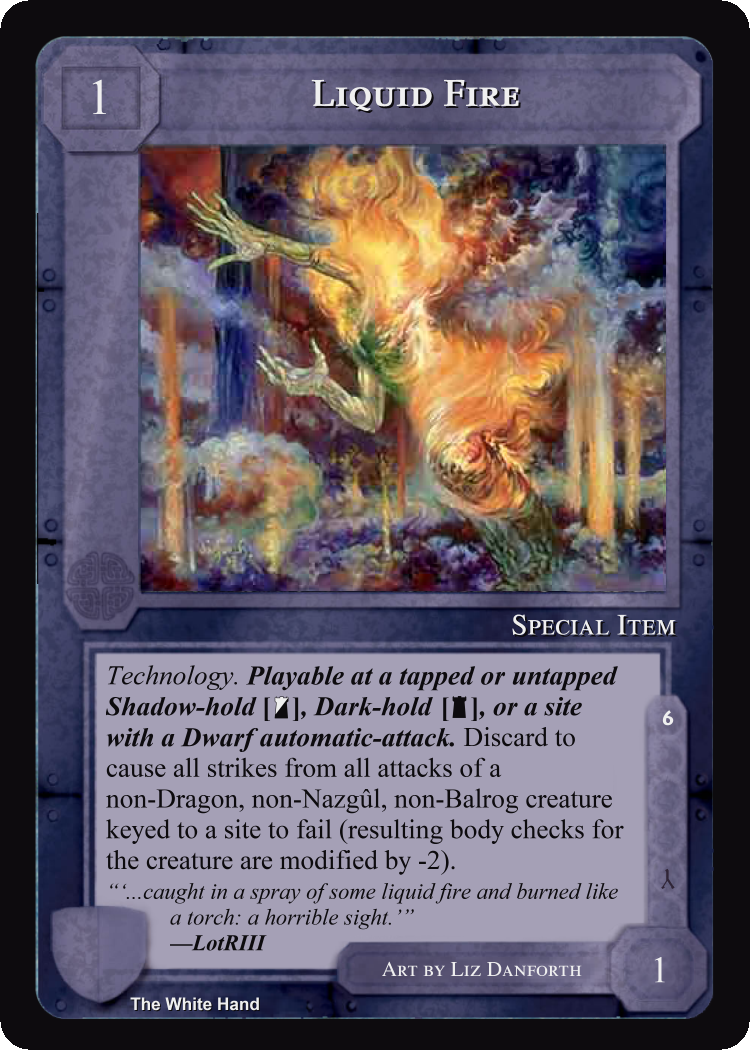 1
Liquid Fire
Special Item
Technology. Playable at a tapped or untapped
Shadow-hold [], Dark-hold [], or a site
with a Dwarf automatic-attack. Discard to
cause all strikes from all attacks of a
non-Dragon, non-Nazgûl, non-Balrog creature
keyed to a site to fail (resulting body checks for
the creature are modified by -2).
“‘...caught in a spray of some liquid fire and burned like
a torch: a horrible sight.’”
—LotRIII
6
Art by Liz Danforth
1
The White Hand